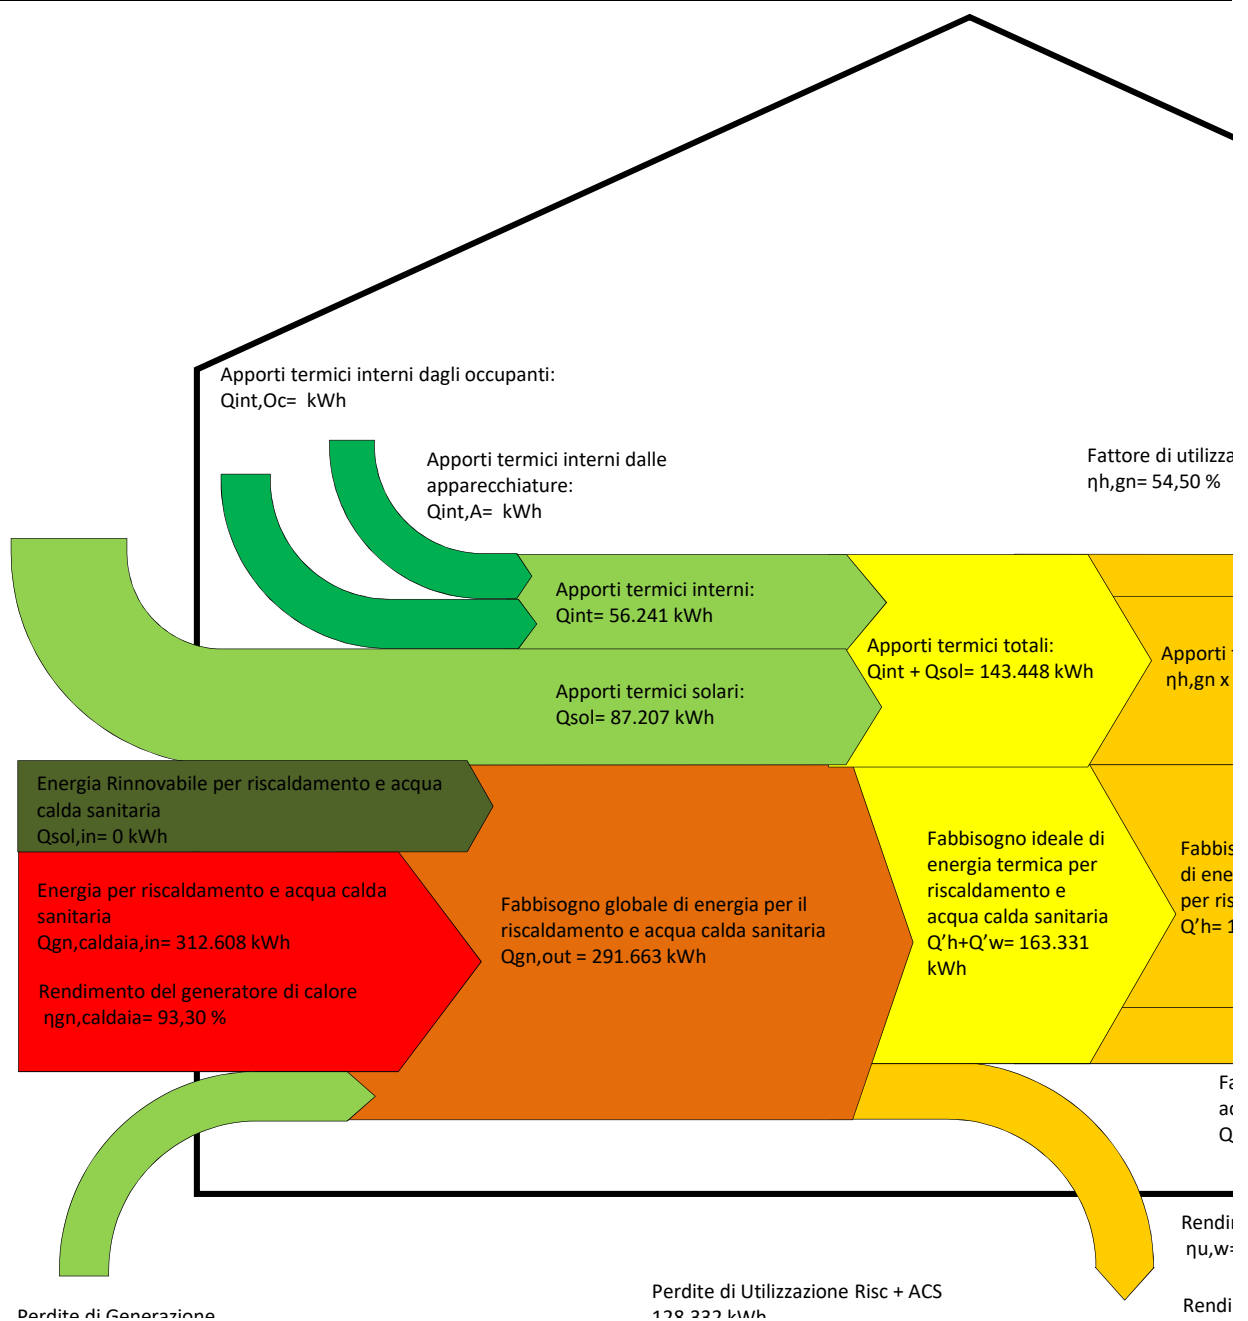 Apporti termici interni dagli occupanti:
Qint,Oc=  kWh
Apporti termici interni dalle
apparecchiature:
Qint,A=  kWh
Fattore di
ηh,gn= 54,50 %
Apporti termici interni:
Qint= 56.241 kWh
Apporti termici totali:
Qint + Qsol= 143.448 kWh
Apporti
ηh,gn x
Apporti termici solari:
Qsol= 87.207 kWh
Energia Rinnovabile per riscaldamento e acqua
calda sanitaria
Qsol,in= 0 kWh
Energia per riscaldamento e acqua calda
sanitaria
Qgn,caldaia,in= 312.608 kWh
Rendimento del generatore di calore
ηgn,caldaia= 93,30 %
Fabbisogno globale di energia per il
riscaldamento e acqua calda sanitaria
Qgn,out = 291.663 kWh
Fabbisogno ideale di
energia termica per
riscaldamento e
acqua calda sanitaria
Q’h+Q’w= 163.331
kWh
di
per
Q’h=
ηu,w=
Perdite di Generazione
Perdite di Utilizzazione Risc + ACS
128.332 kWh